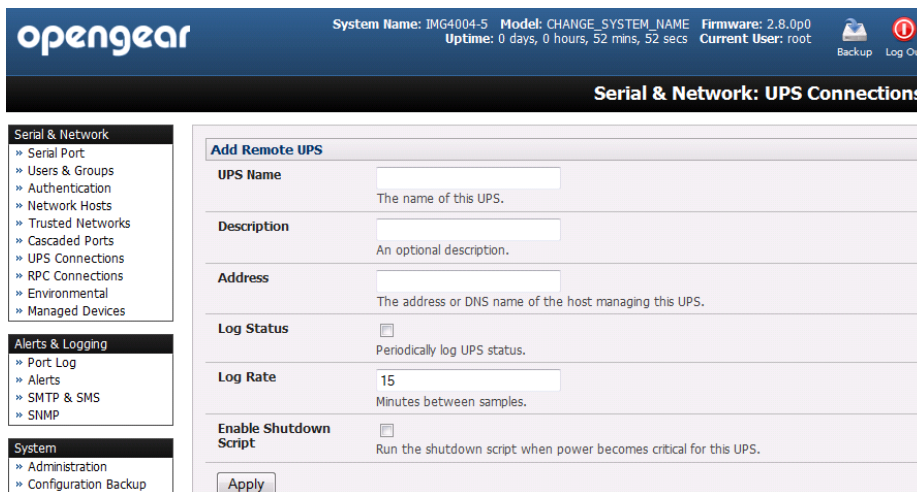 opengear
System Name: IMG4004-5 Model: CHANGE_SYSTEM_NAME Firmware: 2.8.0p0
Uptime: 0 days, 0 hours, 52 mins, 52 secs Current User: root
Backup Log Ou
Serial & Network: UPS Connections
Serial & Network
» Serial Port
» Users & Groups
» Authentication
» Network Hosts
» Trusted Networks
» Cascaded Ports
» UPS Connections
» RPC Connections
» Environmental
» Managed Devices
Alerts & Logging
» Port Log
» Alerts
» SMTP & SMS
» SNMP
System
» Administration
» Configuration Backup
Add Remote UPS
UPS Name
The name of this UPS.
Description
An optional description.
Address
The address or DNS name of the host managing this UPS.
Log Status
Periodically log UPS status.
Log Rate
15
Minutes between samples.
Enable Shutdown
Script
Run the shutdown script when power becomes critical for this UPS.
Apply